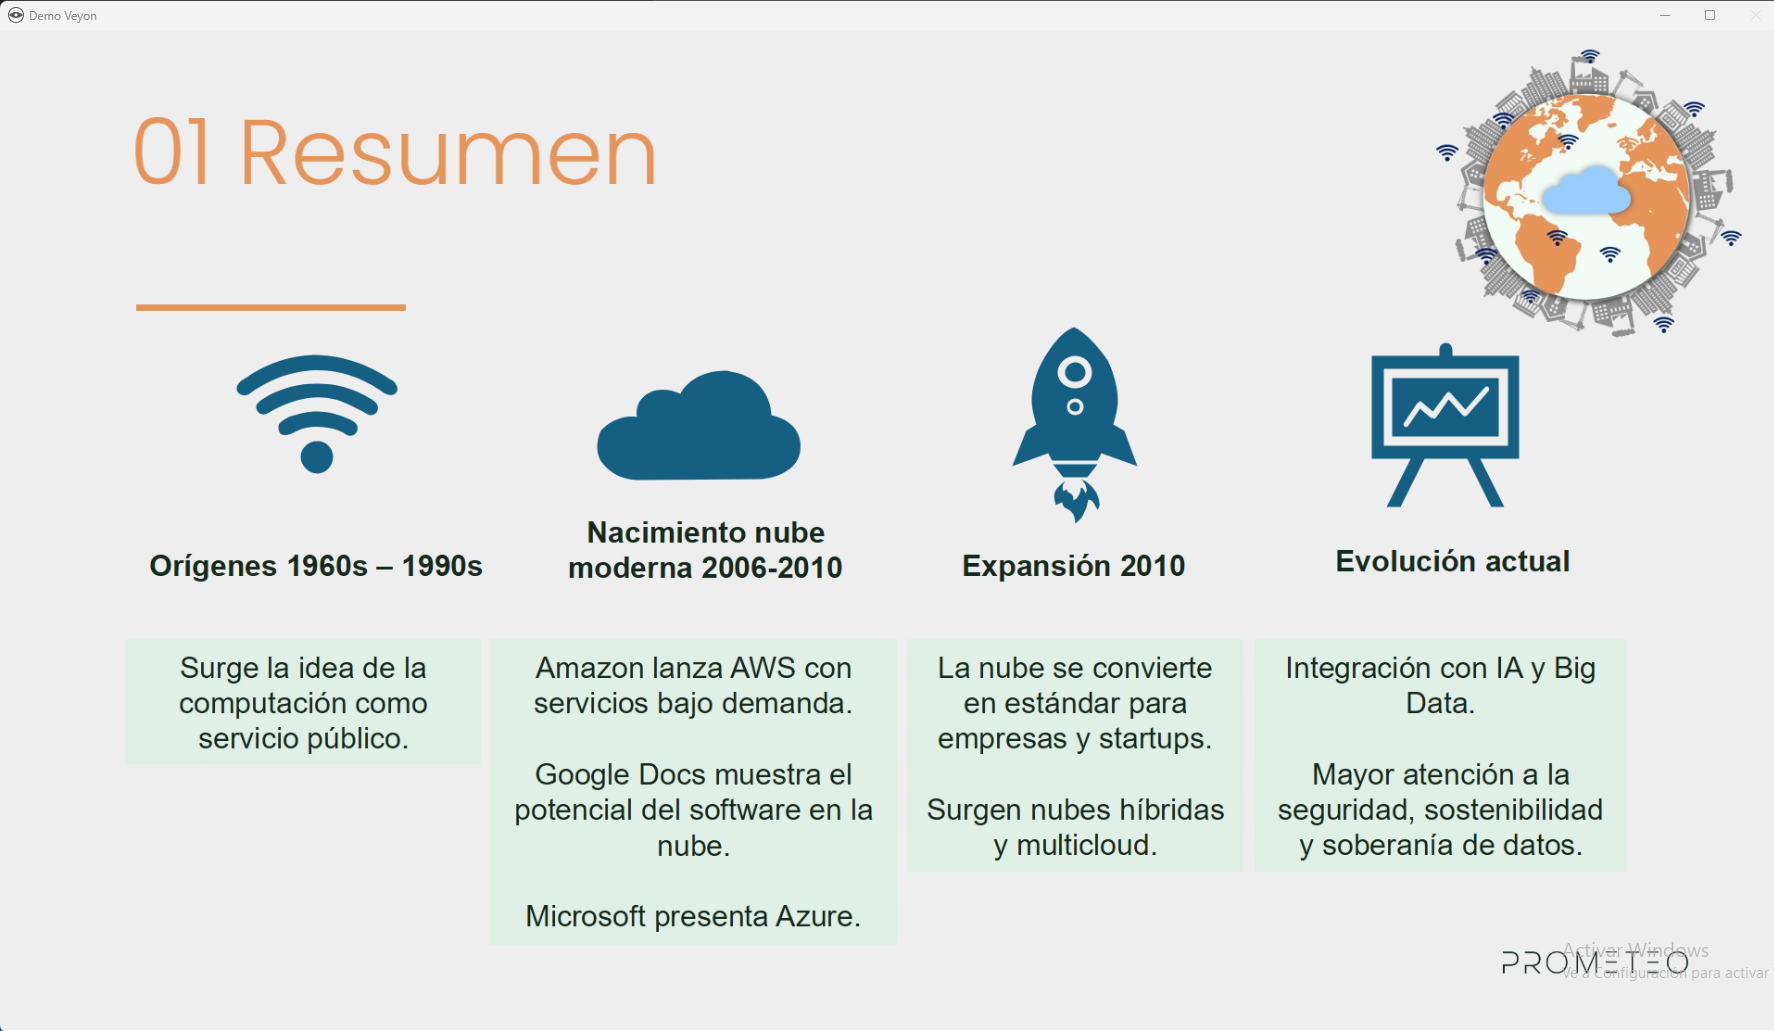 Demo Veyon
01 Resumen
Orígenes 1960s – 1990s
Surge la idea de la
computación como
servicio público.
Nacimiento nube
moderna 2006-2010
Amazon lanza AWS con
servicios bajo demanda.
Google Docs muestra el
potencial del software en la
nube.
Microsoft presenta Azure.
Expansión 2010
La nube se convierte
en estándar para
empresas y startups.
Surgen nubes híbridas
y multicloud.
Evolución actual
Integración con IA y Big
Data.
Mayor atención a la
seguridad, sostenibilidad
y soberanía de datos.
PROMETEO
Activar Windows
Ve a Configuración para activar